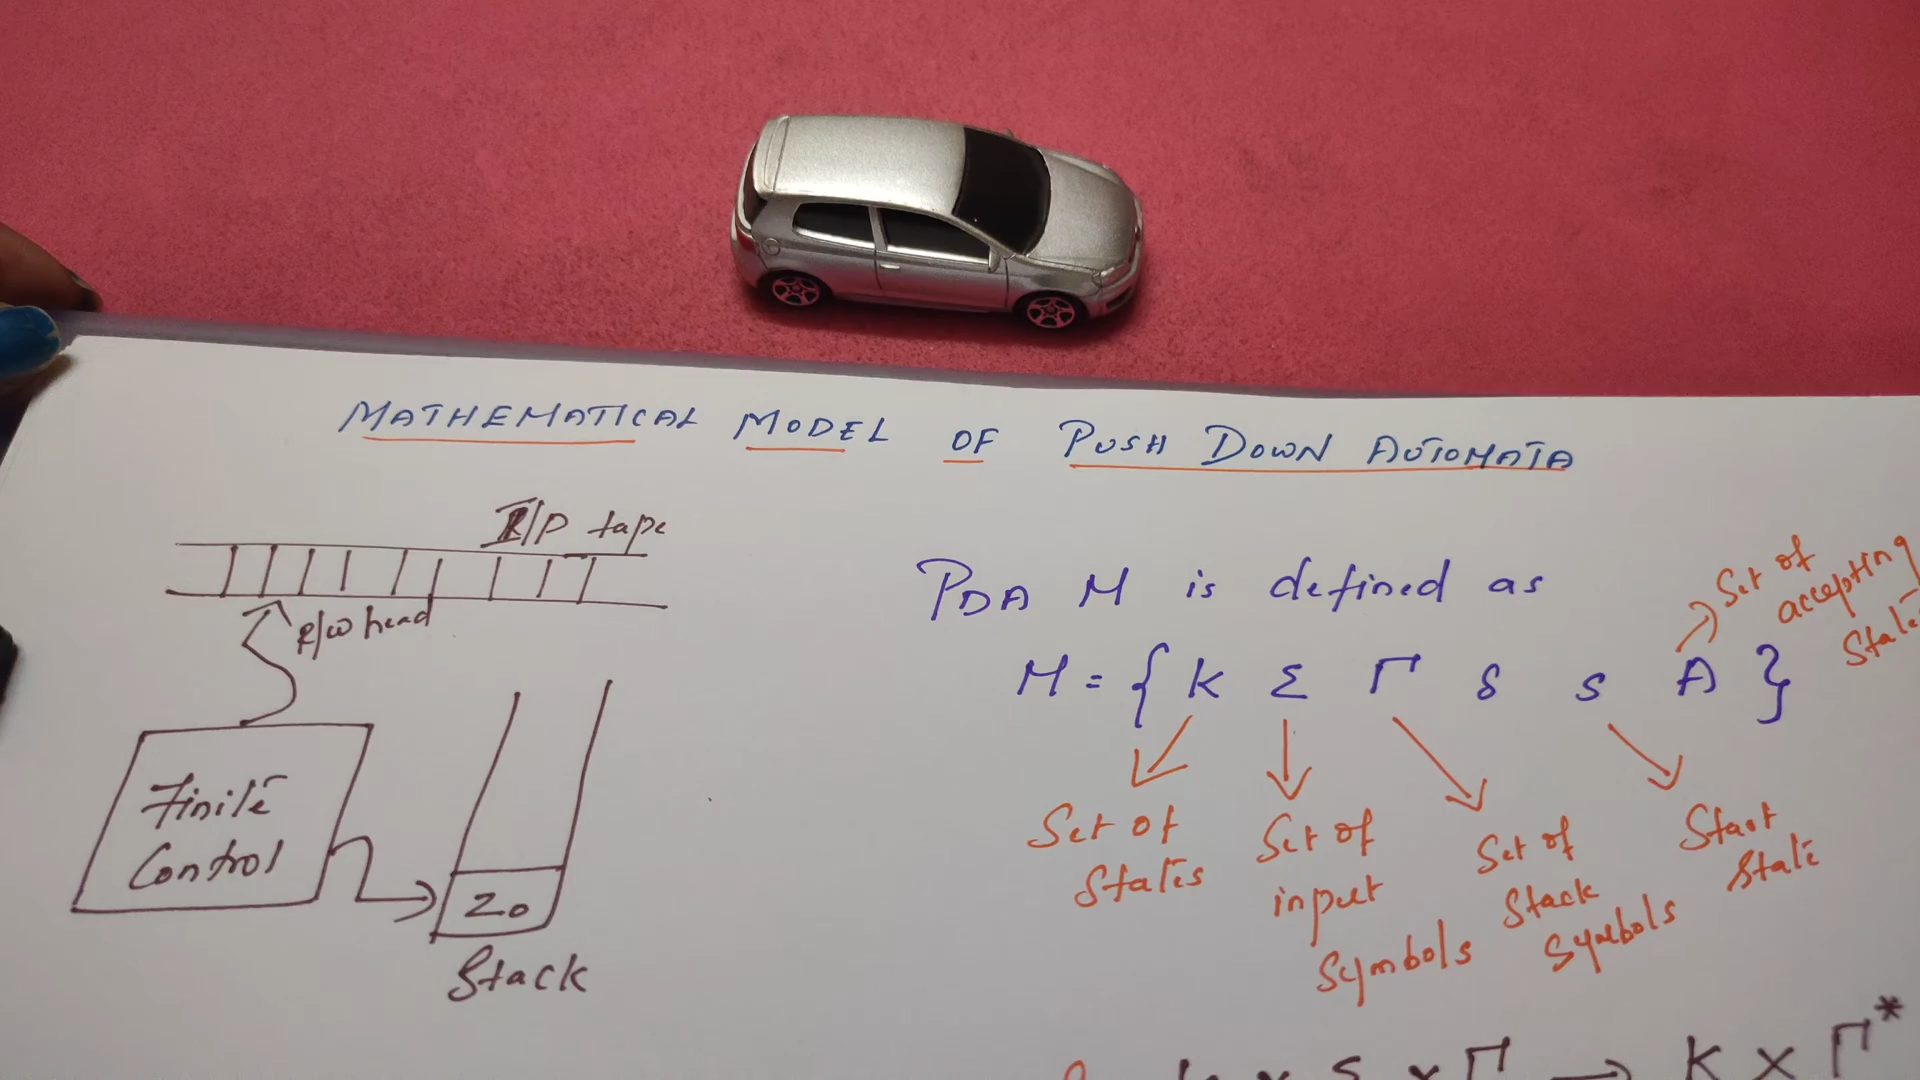 MATHEMATICAL MODEL OF PUSH DOWN AUTOMATA
I/P tape
R/W head
Finite
Control
Z0
Stack
PDA M is defined as
M = { K Σ Γ δ s A }
Set of
accepting
State
Set of
States
Set of
input
Symbols
Set of
Stack
Symbols
Start
State
Γ → K × Γ*